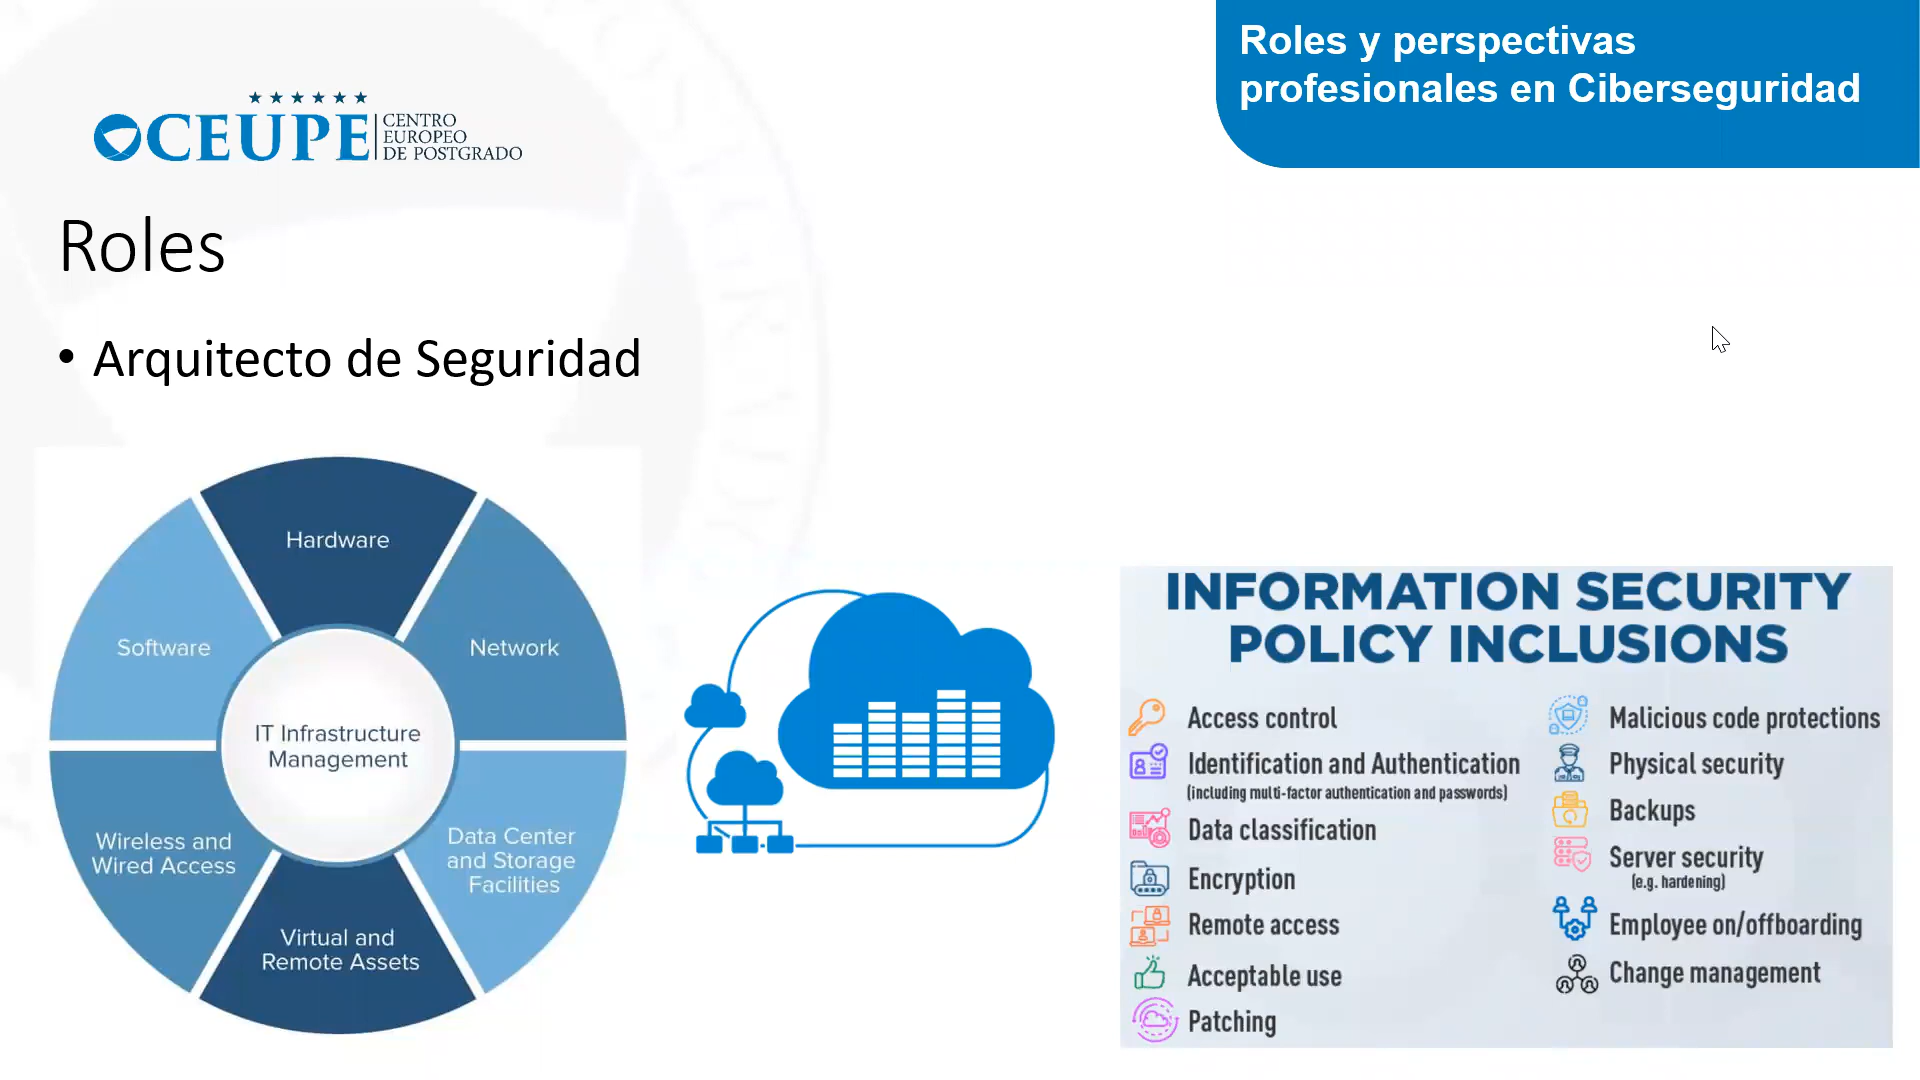 Roles y perspectivas
profesionales en Ciberseguridad
CEUPE
CENTRO
EUROPEO
DE POSTGRADO
Roles
• Arquitecto de Seguridad
Hardware
Network
Data Center
and Storage
Facilities
Virtual and
Remote Assets
Wireless and
Wired Access
Software
IT Infrastructure
Management
INFORMATION SECURITY
POLICY INCLUSIONS
Access control
Identification and Authentication
(including multi-factor authentication and passwords)
Data classification
Encryption
Remote access
Acceptable use
Patching
Malicious code protections
Physical security
Backups
Server security
(e.g. hardening)
Employee on/offboarding
Change management